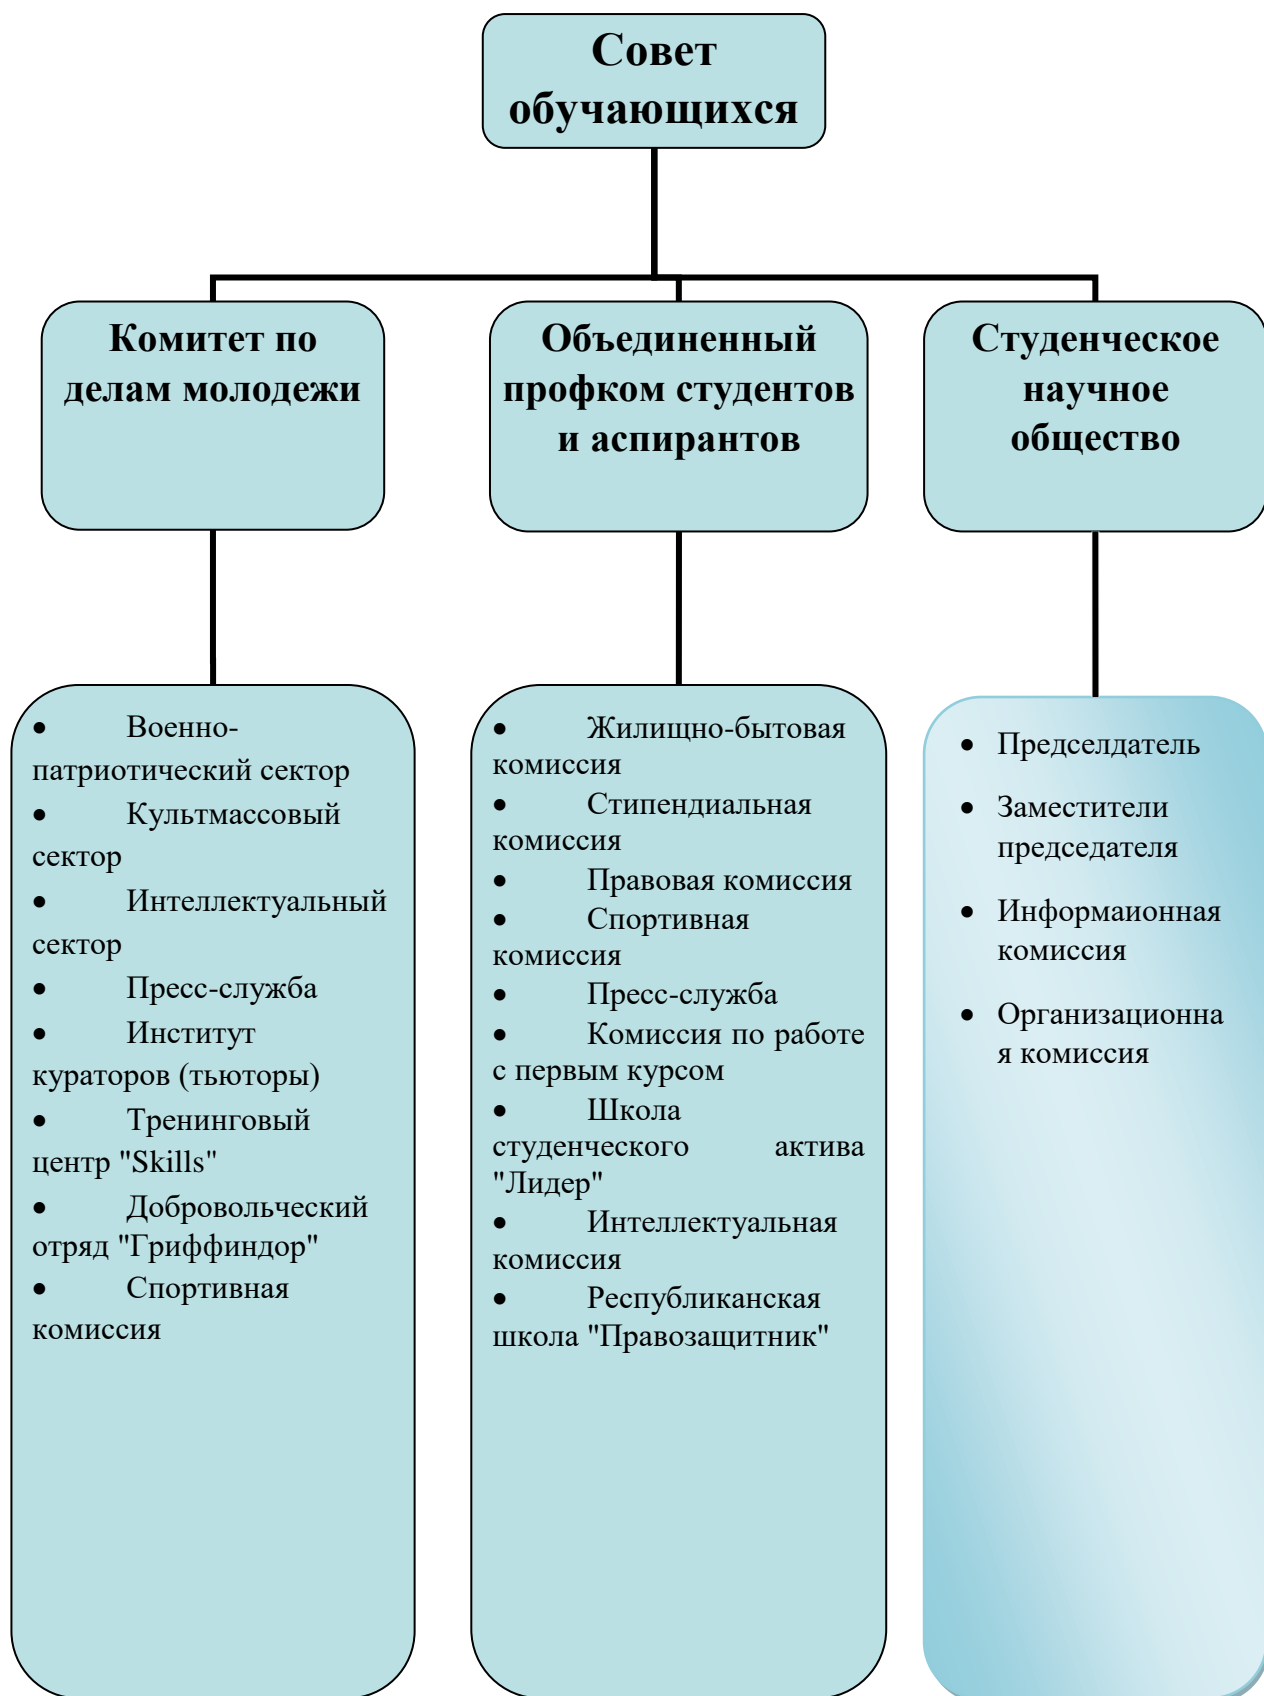 Совет
обучающихся
Комитет по
делам молодежи
Объединенный
профком студентов
и аспирантов
Студенческое
научное
общество
• Военно-
патриотический сектор
• Культмассовый
сектор
• Интеллектуальный
сектор
• Пресс-служба
• Институт
кураторов (тьюторы)
• Тренинговый
центр "Skills"
• Добровольческий
отряд "Гриффиндор"
• Спортивная
комиссия
• Жилищно-бытовая
комиссия
• Стипендиальная
комиссия
• Правовая комиссия
• Спортивная
комиссия
• Пресс-служба
• Комиссия по работе
с первым курсом
• Школа
студенческого актива
"Лидер"
• Интеллектуальная
комиссия
• Республиканская
школа "Правозащитник"
• Председдатель
• Заместители
председателя
• Информаионная
комиссия
• Организационна
я комиссия